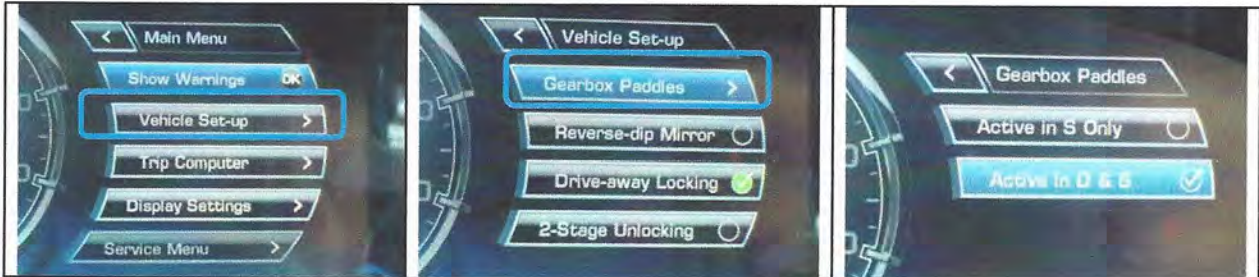 Main Menu
Show Warnings OK
Vehicle Set-up >
Trip Computer >
Display Settings >
Service Menu >
Vehicle Set-up
Gearbox Paddles >
Reverse-dip Mirror
Drive-away Locking
2-Stage Unlocking
Gearbox Paddles
Active in S Only
Active in D & S